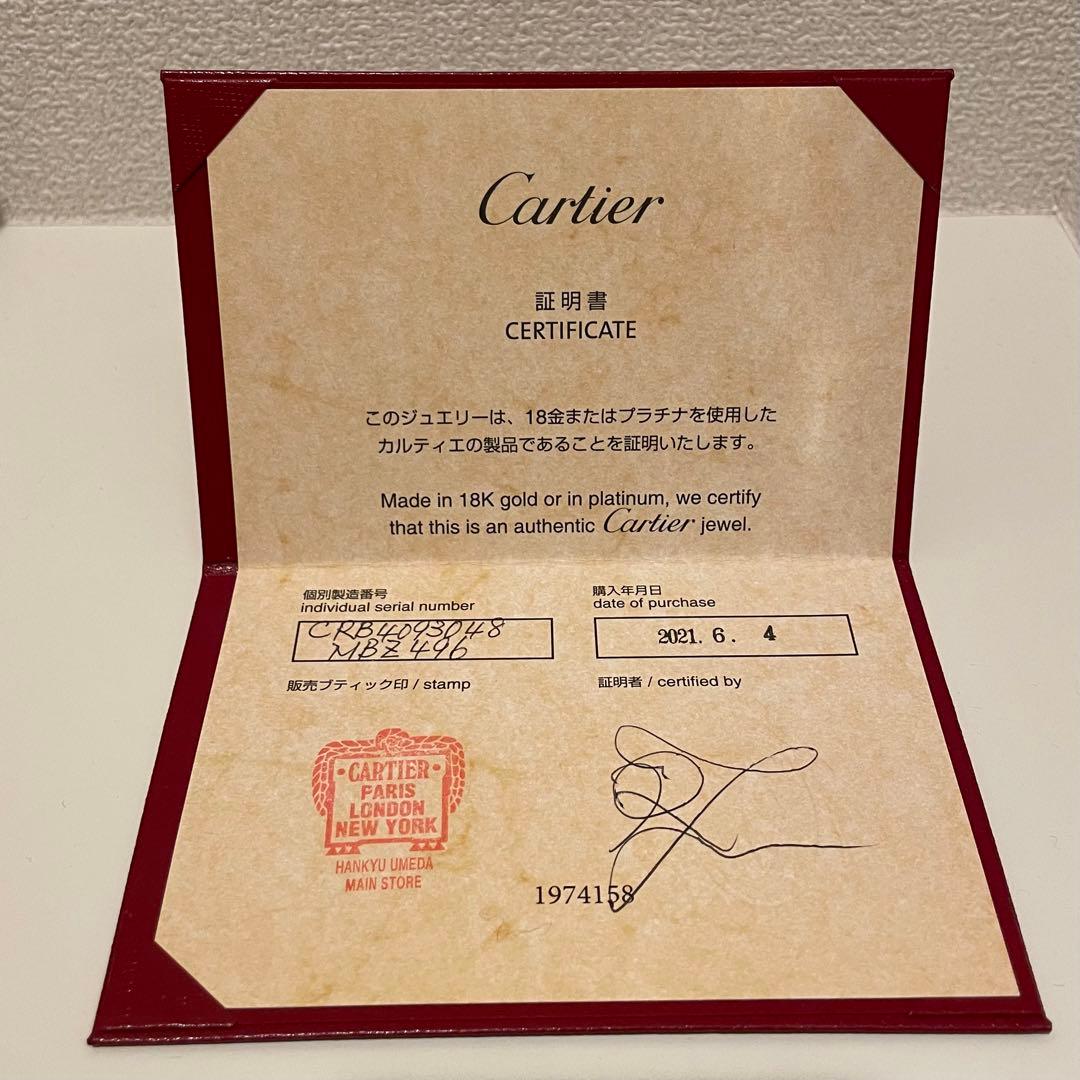 Cartier
証明書
CERTIFICATE
このジュエリーは、18金またはプラチナを使用した
カルティエの製品であることを証明いたします。
Made in 18K gold or in platinum, we certify
that this is an authentic Cartier jewel.
個別製造番号
individual serial number
CRB4093048
MBZ496
購入年月日
date of purchase
2021. 6. 4
販売ブティック印 / stamp
証明者 / certified by
CARTIER
PARIS
LONDON
NEW YORK
HANKYU UMEDA
MAIN STORE
1974158